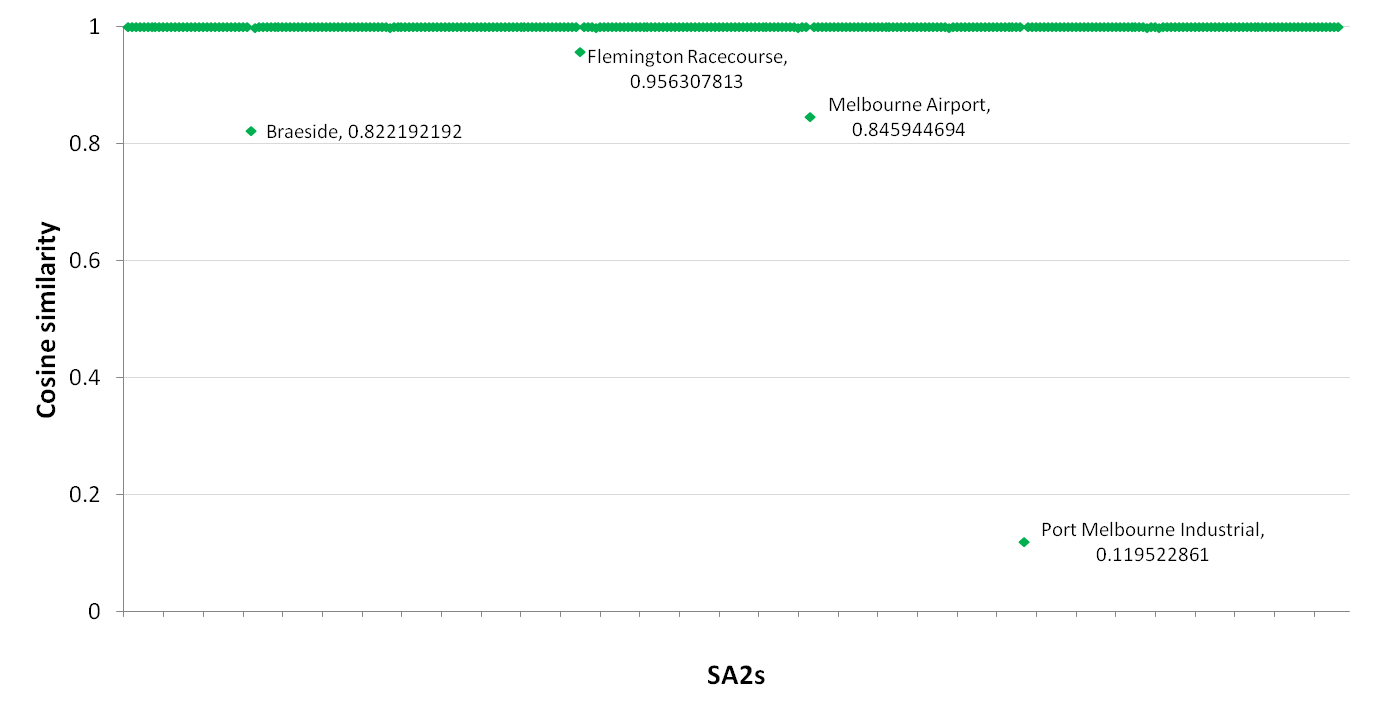 1
Flemington Racecourse,
0.956307813
Melbourne Airport,
0.845944694
Braeside, 0.822192192
0.8
0.6
Cosine similarity
0.4
0.2
Port Melbourne Industrial,
0.119522861
0
SA2s